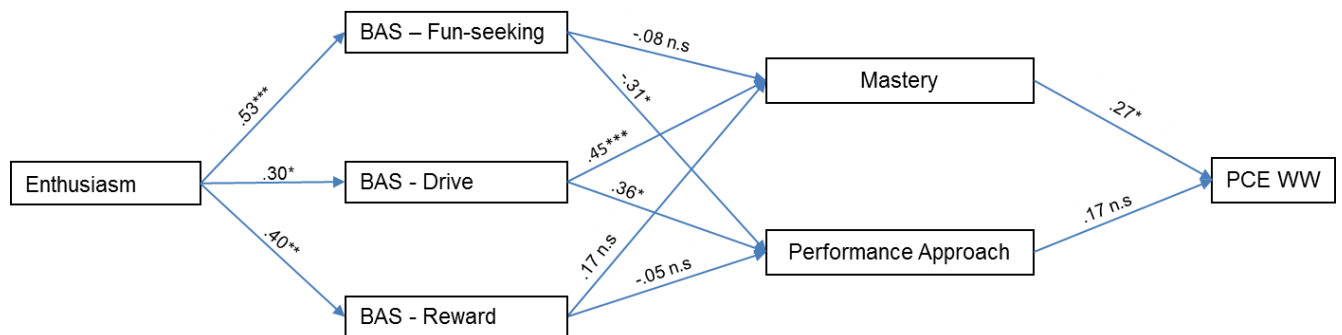 BAS – Fun-seeking
-.08 n.s
Mastery
.53***
-.31*
.27*
.45***
Enthusiasm
.30*
BAS - Drive
PCE WW
.36*
.17 n.s
.40**
.17 n.s
Performance Approach
-.05 n.s
BAS - Reward